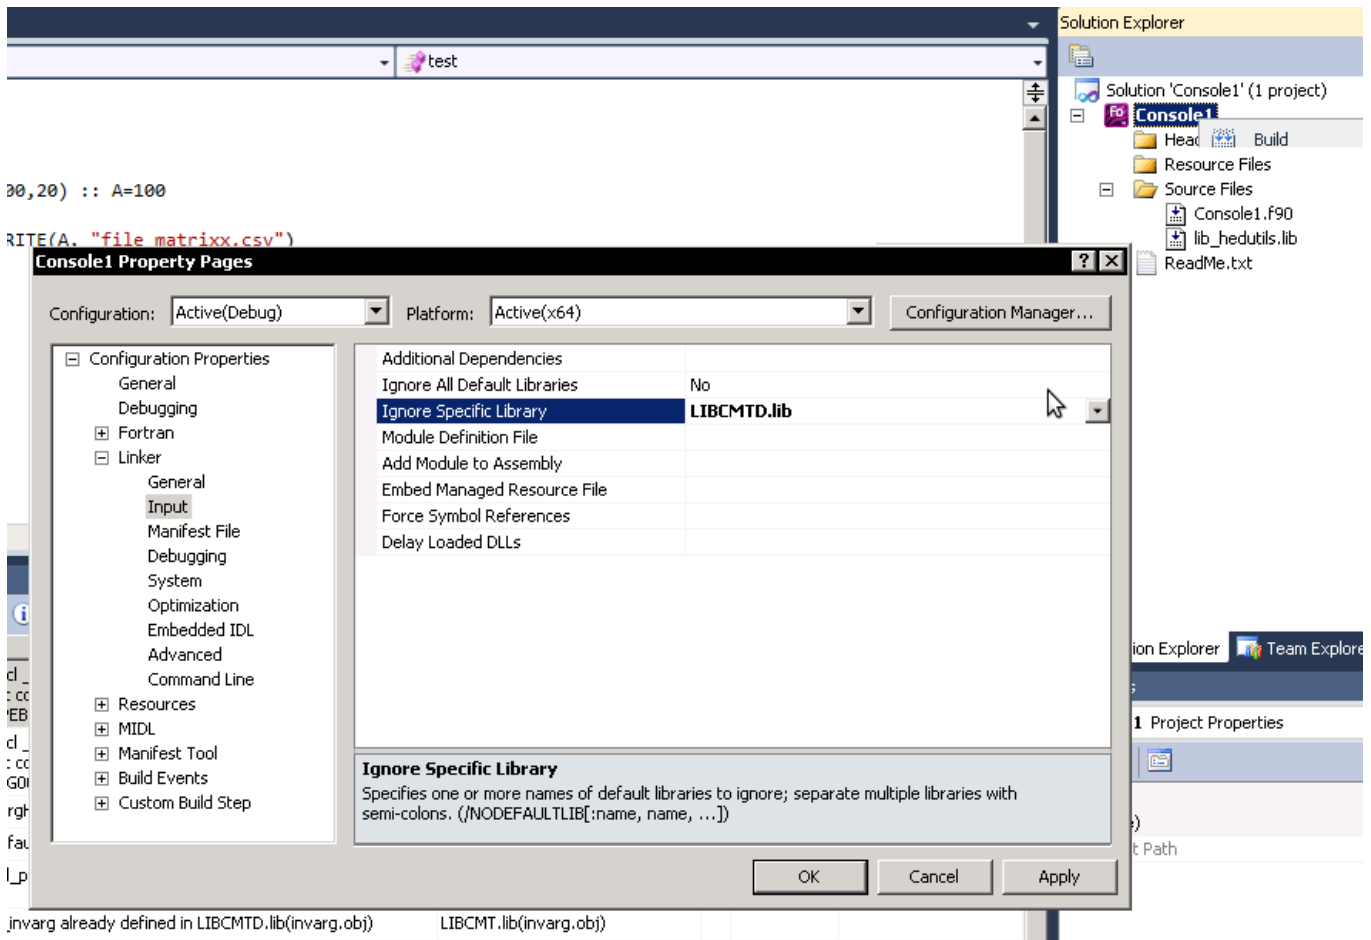 Solution Explorer
test
Solution 'Console1' (1 project)
Console1
Build
Resource Files
Source Files
Console1.f90
lib_hedutils.lib
ReadMe.txt
00,20) :: A=100
RITE(A, "file matrixx.csv")
Console1 Property Pages
Configuration: Active(Debug) Platform: Active(x64) Configuration Manager...
Configuration Properties
General
Debugging
Fortran
Linker
General
Input
Manifest File
Debugging
System
Optimization
Embedded IDL
Advanced
Command Line
Resources
MIDL
Manifest Tool
Build Events
Custom Build Step
Additional Dependencies
Ignore All Default Libraries No
Ignore Specific Library LIBCMTD.lib
Module Definition File
Add Module to Assembly
Embed Managed Resource File
Force Symbol References
Delay Loaded DLLs
Ignore Specific Library
Specifies one or more names of default libraries to ignore; separate multiple libraries with
semi-colons. (/NODEFAULTLIB[:name, name, ...])
OK Cancel Apply
ion Explorer Team Explore
1 Project Properties
t Path
_invarg already defined in LIBCMTD.lib(invarg.obj) LIBCMT.lib(invarg.obj)